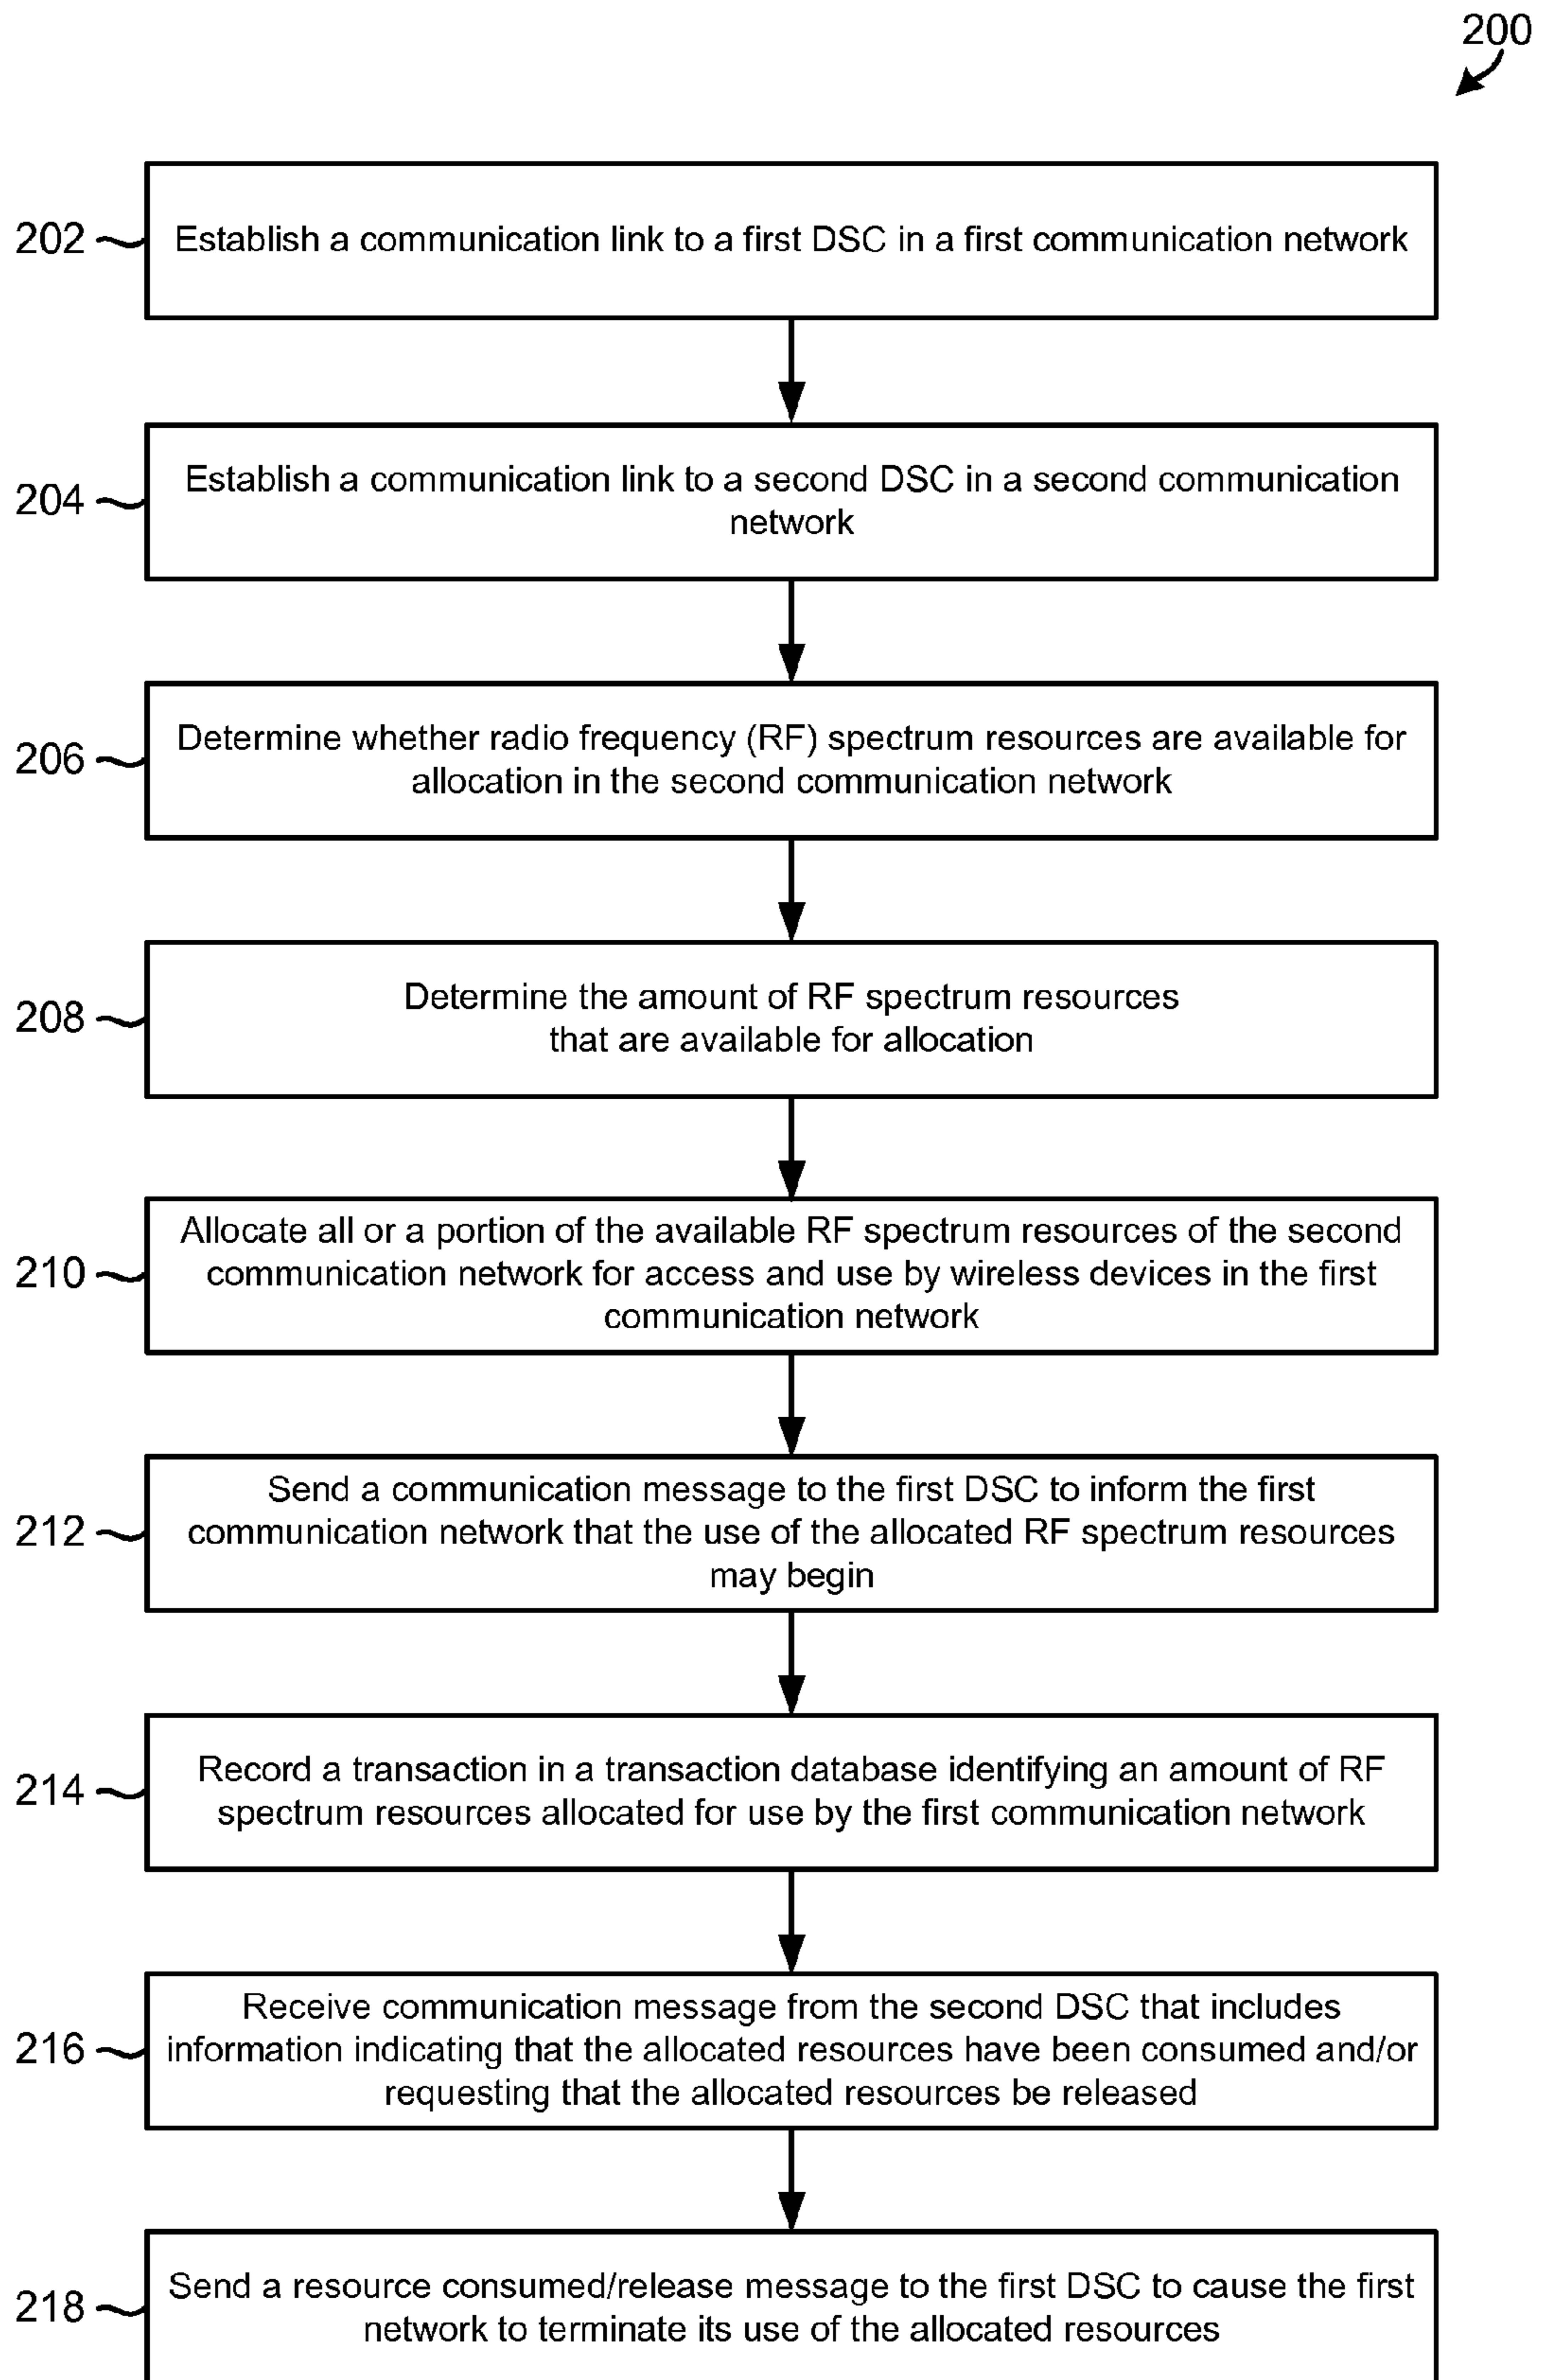 200
202
Establish a communication link to a first DSC in a first communication network
204
Establish a communication link to a second DSC in a second communication
network
206
Determine whether radio frequency (RF) spectrum resources are available for
allocation in the second communication network
208
Determine the amount of RF spectrum resources
that are available for allocation
210
Allocate all or a portion of the available RF spectrum resources of the second
communication network for access and use by wireless devices in the first
communication network
212
Send a communication message to the first DSC to inform the first
communication network that the use of the allocated RF spectrum resources
may begin
214
Record a transaction in a transaction database identifying an amount of RF
spectrum resources allocated for use by the first communication network
216
Receive communication message from the second DSC that includes
information indicating that the allocated resources have been consumed and/or
requesting that the allocated resources be released
218
Send a resource consumed/release message to the first DSC to cause the first
network to terminate its use of the allocated resources